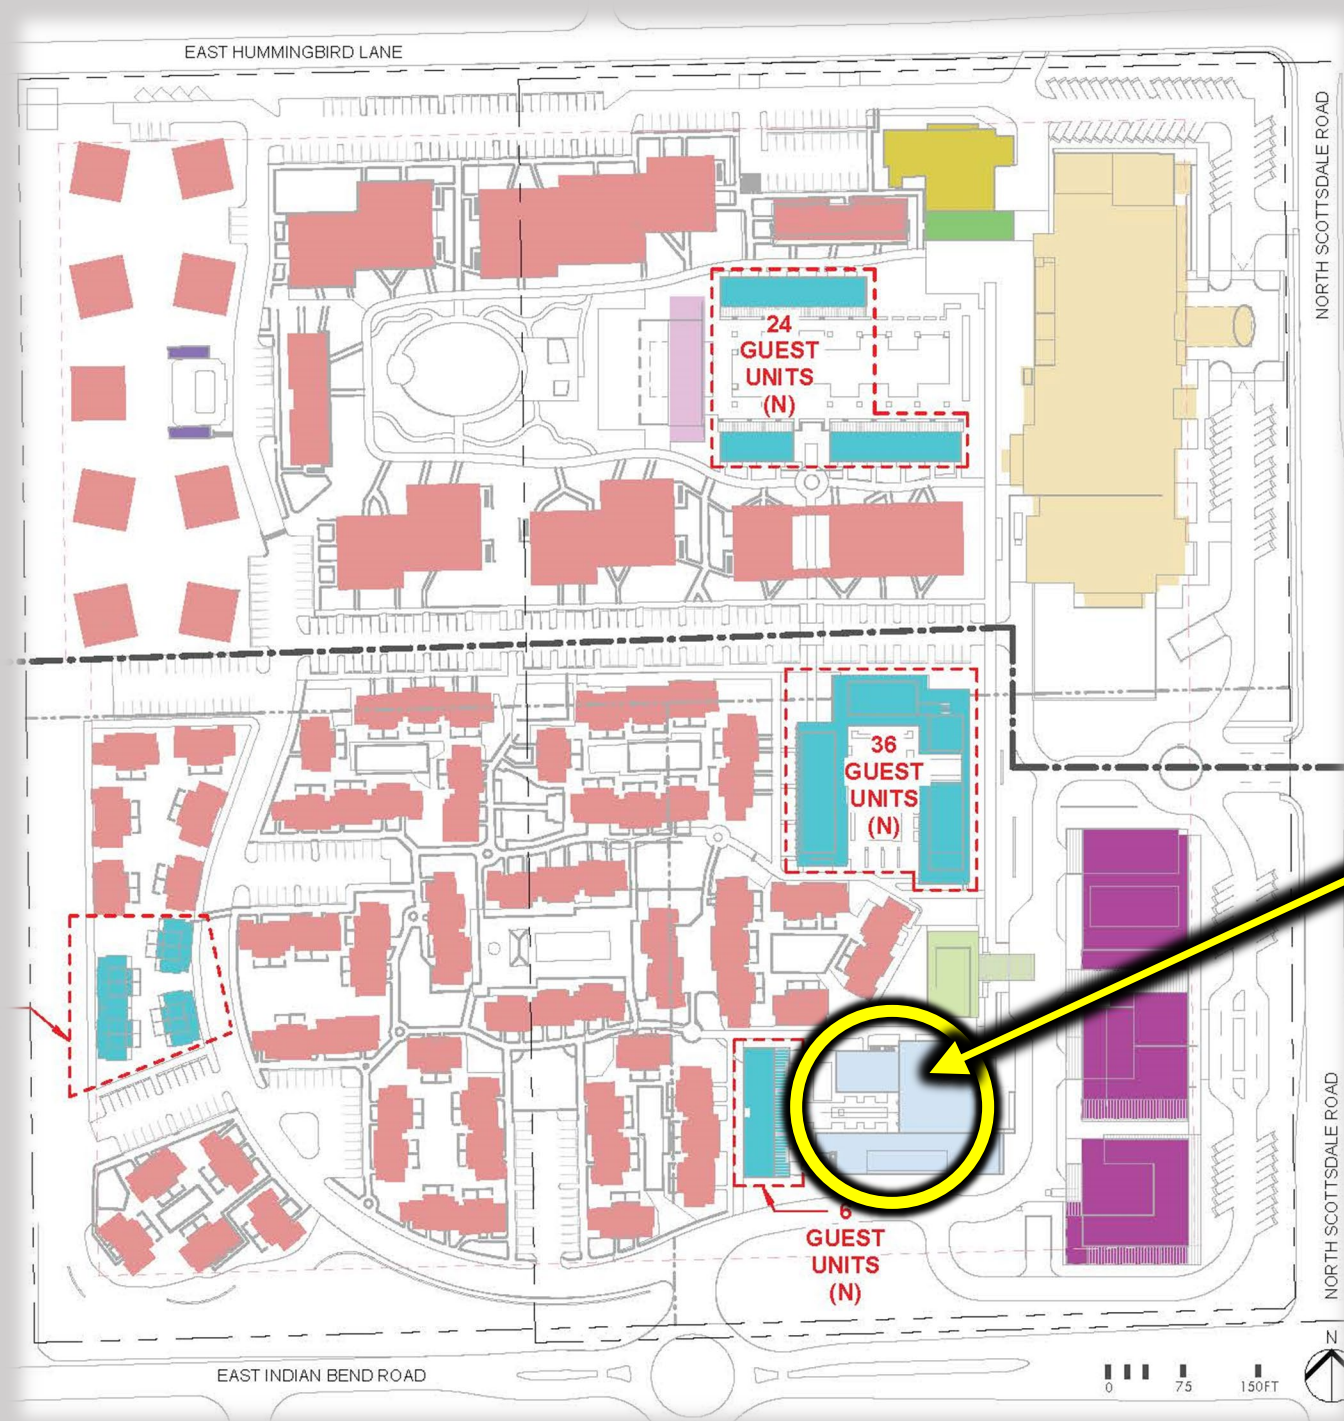 EAST HUMMINGBIRD LANE
NORTH SCOTTSDALE ROAD
24
GUEST
UNITS
(N)
36
GUEST
UNITS
(N)
6
GUEST
UNITS
(N)
NORTH SCOTTSDALE ROAD
EAST INDIAN BEND ROAD
N
0 75 150FT